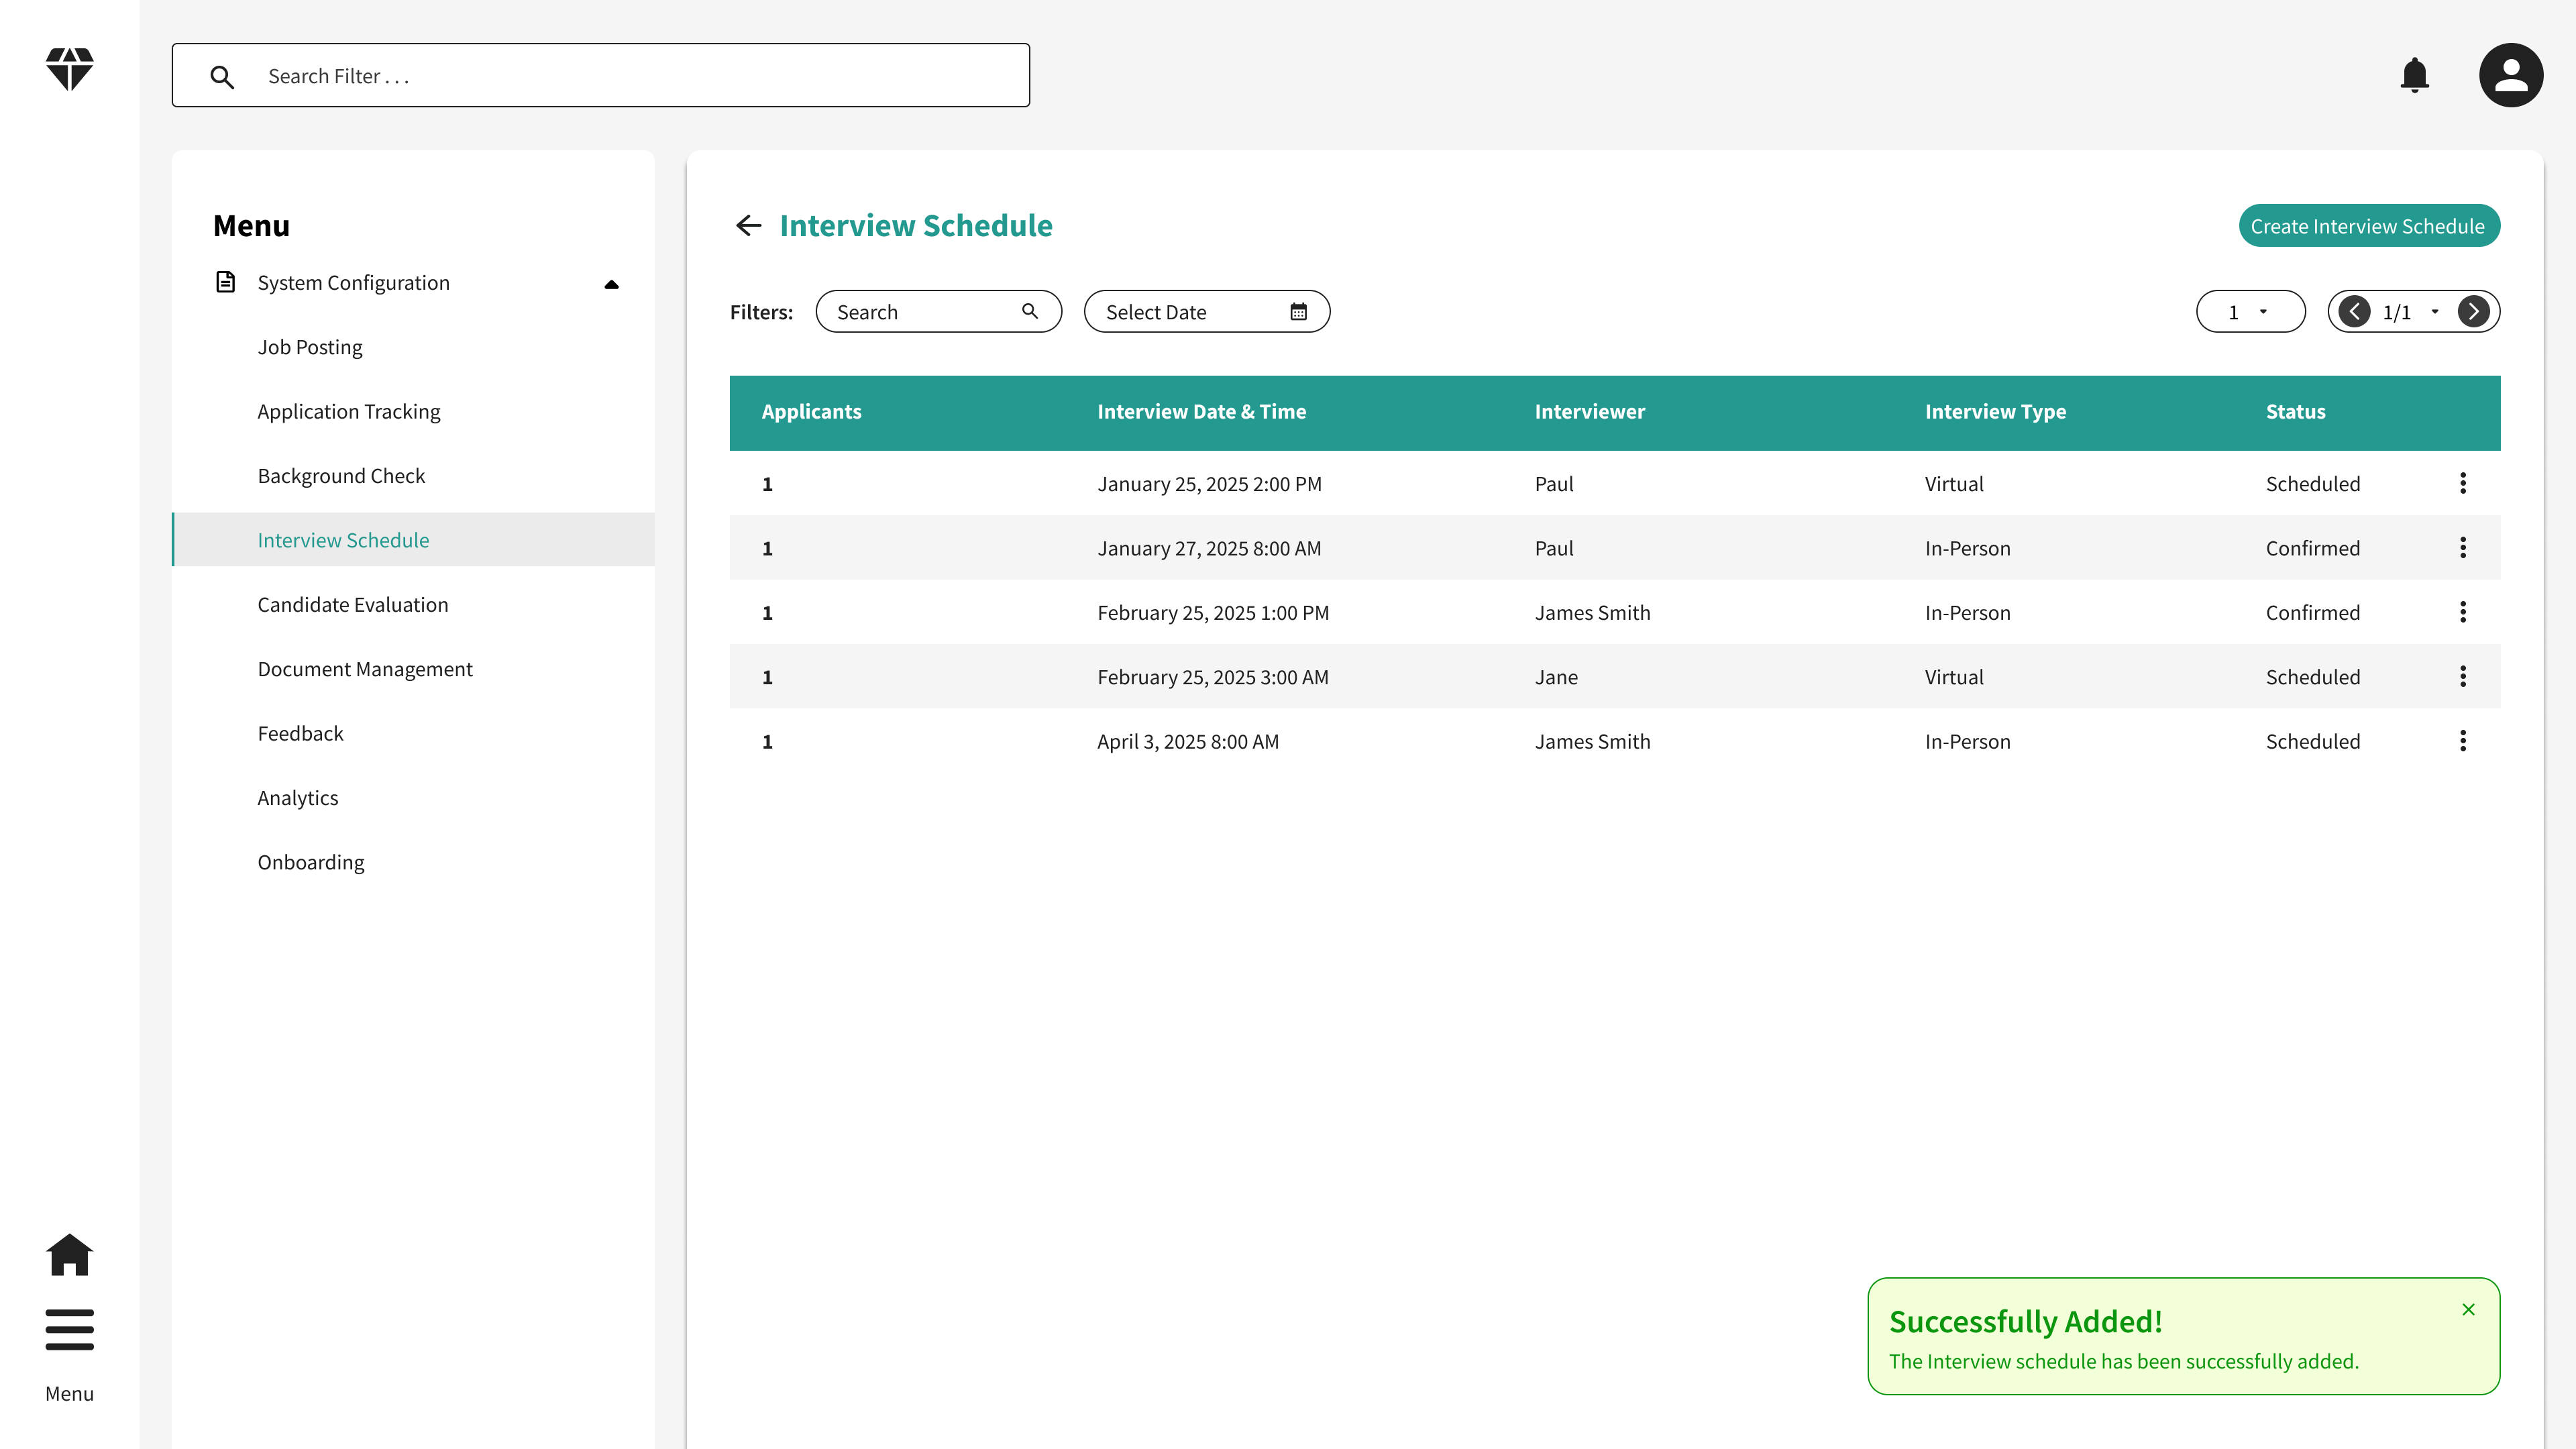 Search Filter . . .
Menu
System Configuration
Job Posting
Application Tracking
Background Check
Interview Schedule
Candidate Evaluation
Document Management
Feedback
Analytics
Onboarding
Menu
Interview Schedule
Create Interview Schedule
Filters: Search Select Date 1 1/1
Applicants Interview Date & Time Interviewer Interview Type Status
1 January 25, 2025 2:00 PM Paul Virtual Scheduled
1 January 27, 2025 8:00 AM Paul In-Person Confirmed
1 February 25, 2025 1:00 PM James Smith In-Person Confirmed
1 February 25, 2025 3:00 AM Jane Virtual Scheduled
1 April 3, 2025 8:00 AM James Smith In-Person Scheduled
Successfully Added!
The Interview schedule has been successfully added.